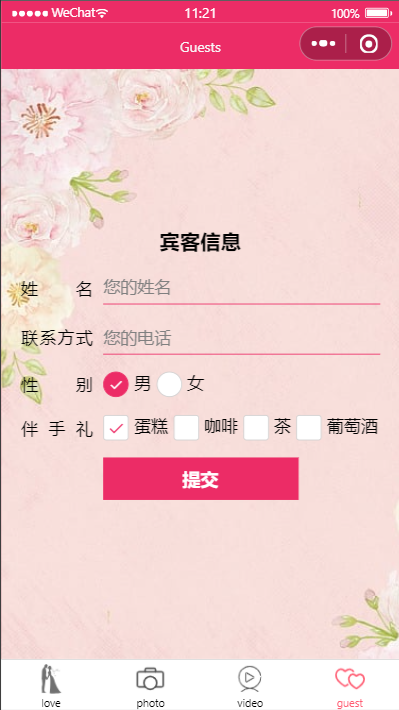 WeChat 11:21 100%
Guests
宾客信息
姓 名 您的姓名
联系方式 您的电话
性 别 男 女
伴 手 礼 蛋糕 咖啡 茶 葡萄酒
提交
love photo video guest